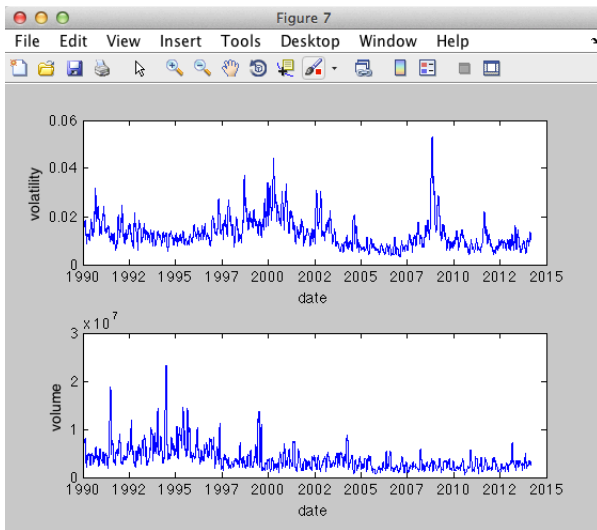 Figure 7
File Edit View Insert Tools Desktop Window Help
0.06
0.04
0.02
0
volatility
1990 1992 1995 1997 2000 2002 2005 2007 2010 2012 2015
date
x 10^7
3
2
1
0
volume
1990 1992 1995 1997 2000 2002 2005 2007 2010 2012 2015
date